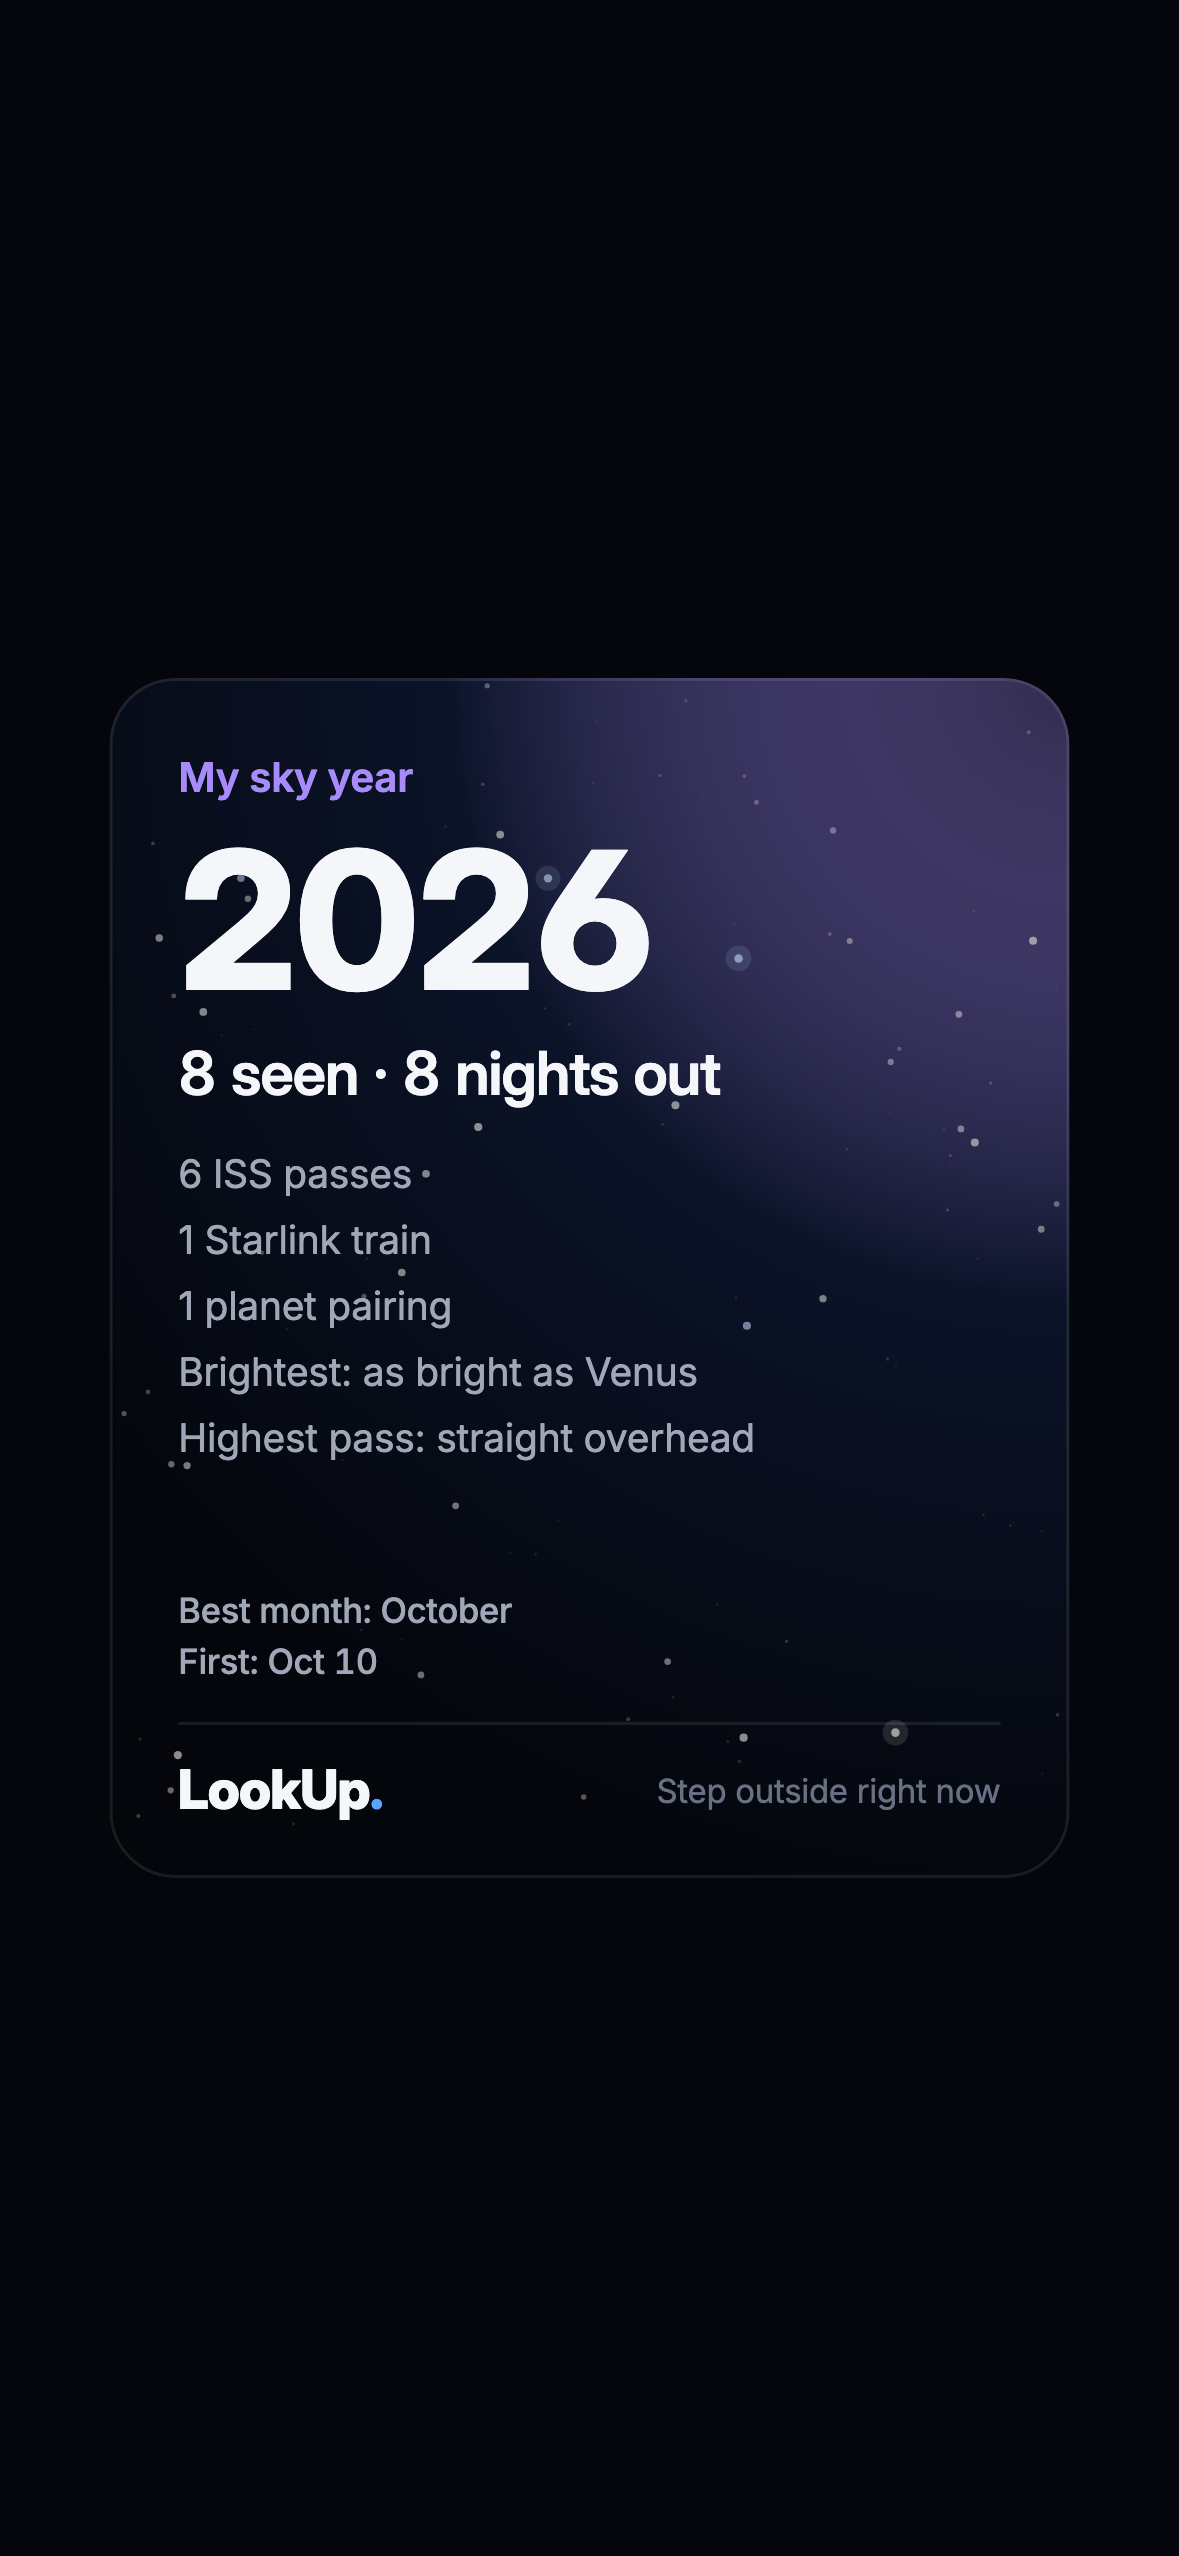 My sky year
2026
8 seen · 8 nights out
6 ISS passes
1 Starlink train
1 planet pairing
Brightest: as bright as Venus
Highest pass: straight overhead
Best month: October
First: Oct 10
LookUp.
Step outside right now